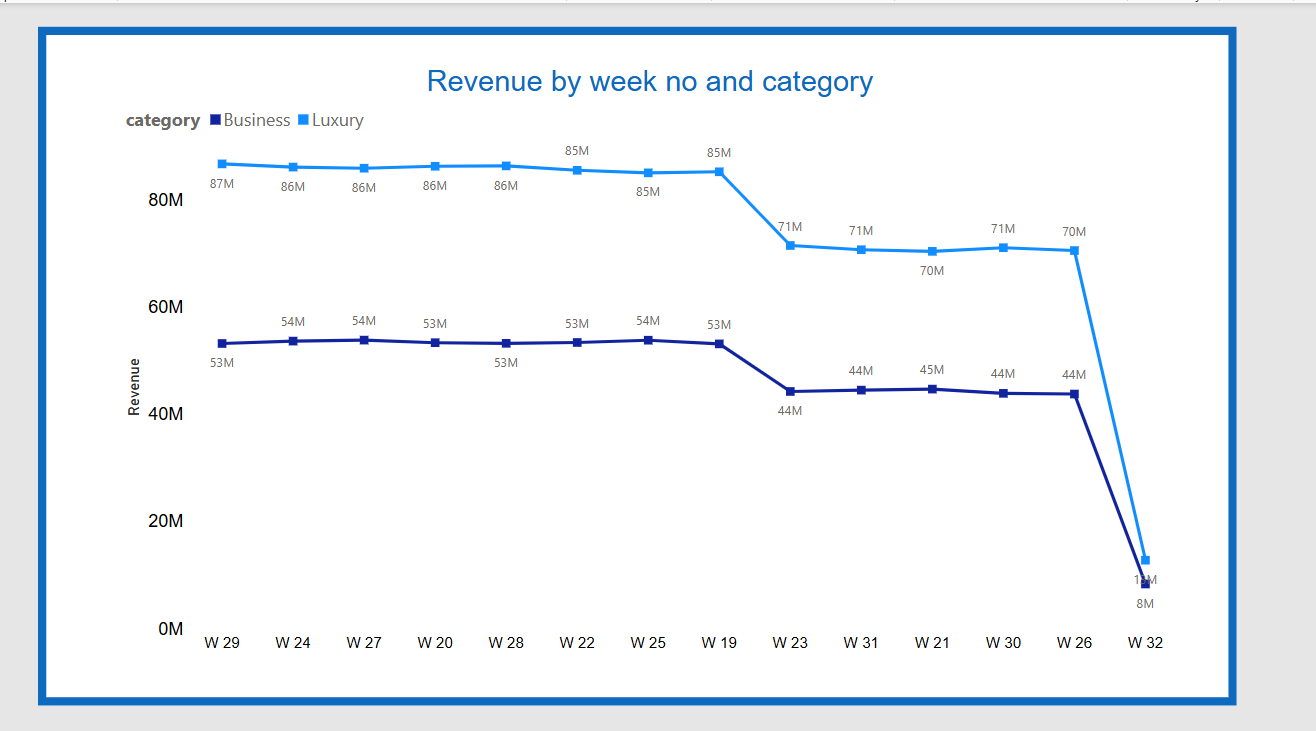 Revenue by week no and category
category Business Luxury
85M 85M
87M 86M 86M 86M 86M 85M
80M
71M 71M 71M 70M
70M
60M
54M 54M 53M 53M 54M 53M
53M 53M
Revenue
44M 45M 44M 44M
40M
44M
20M
13M
8M
0M
W 29 W 24 W 27 W 20 W 28 W 22 W 25 W 19 W 23 W 31 W 21 W 30 W 26 W 32